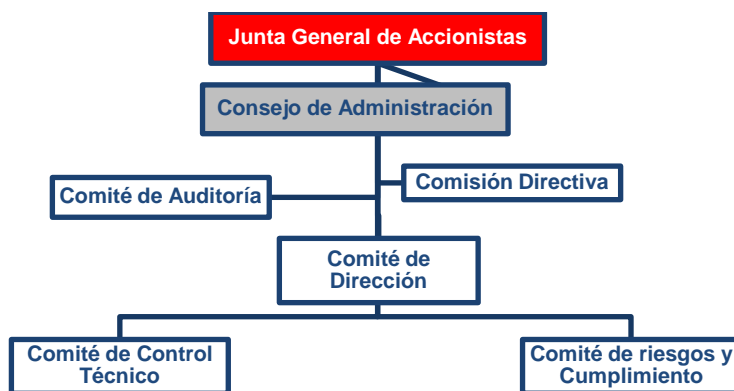 Junta General de Accionistas
Consejo de Administración
Comité de Auditoría
Comisión Directiva
Comité de
Dirección
Comité de Control
Técnico
Comité de riesgos y
Cumplimiento